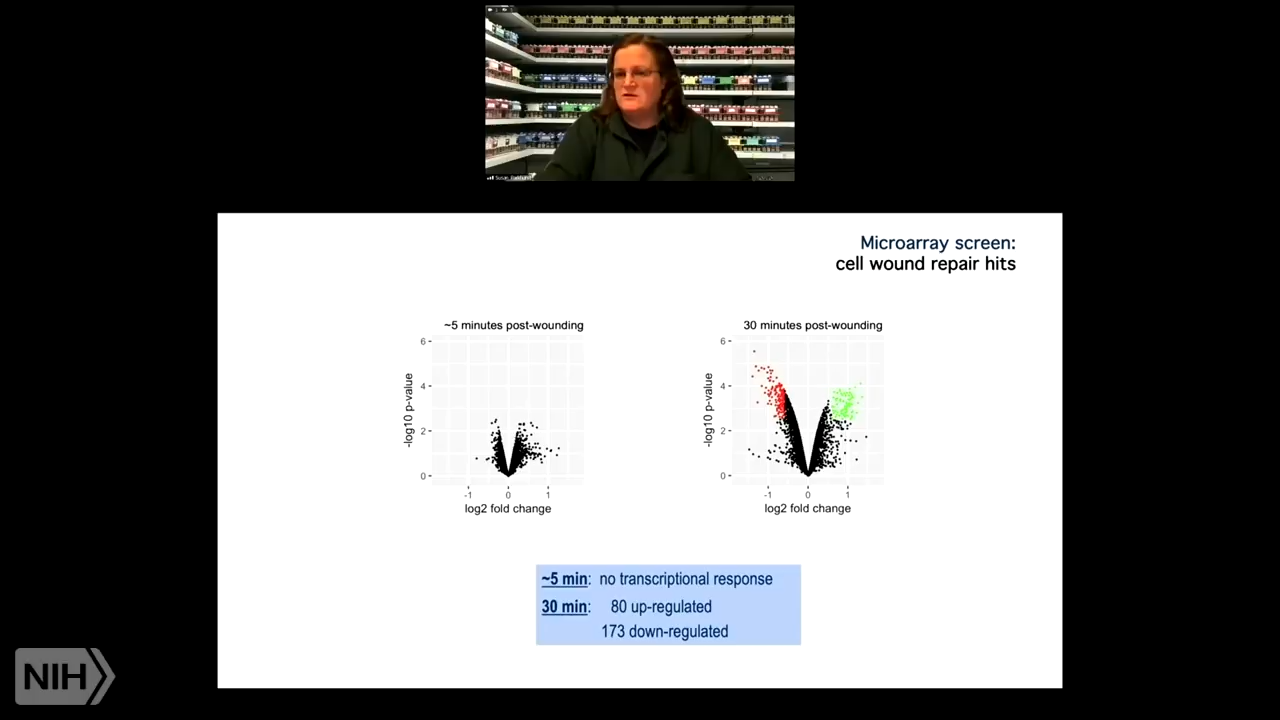 Microarray screen:
cell wound repair hits
~5 minutes post-wounding
6
4
2
0
-log10 p-value
-1 0 1
log2 fold change
30 minutes post-wounding
6
4
2
0
-log10 p-value
-1 0 1
log2 fold change
~5 min: no transcriptional response
30 min: 80 up-regulated
173 down-regulated
NIH